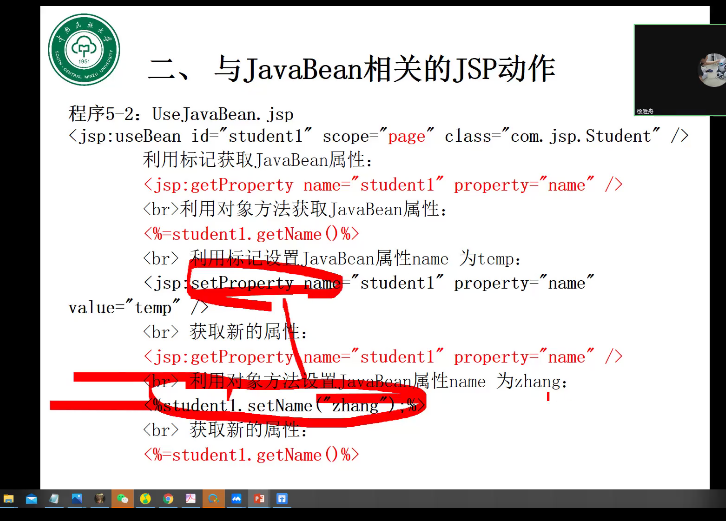 二、 与JavaBean相关的JSP动作
程序5-2：UseJavaBean.jsp
<jsp:useBean id="student1" scope="page" class="com.jsp.Student" />
利用标记获取JavaBean属性：
<jsp:getProperty name="student1" property="name" />
<br>利用对象方法获取JavaBean属性：
<%=student1.getName()%>
<br> 利用标记设置JavaBean属性name 为temp：
<jsp:setProperty name="student1" property="name"
value="temp" />
<br> 获取新的属性：
<jsp:getProperty name="student1" property="name" />
<br> 利用对象方法设置JavaBean属性name 为zhang：
<%student1.setName("zhang");%>
<br> 获取新的属性：
<%=student1.getName()%>